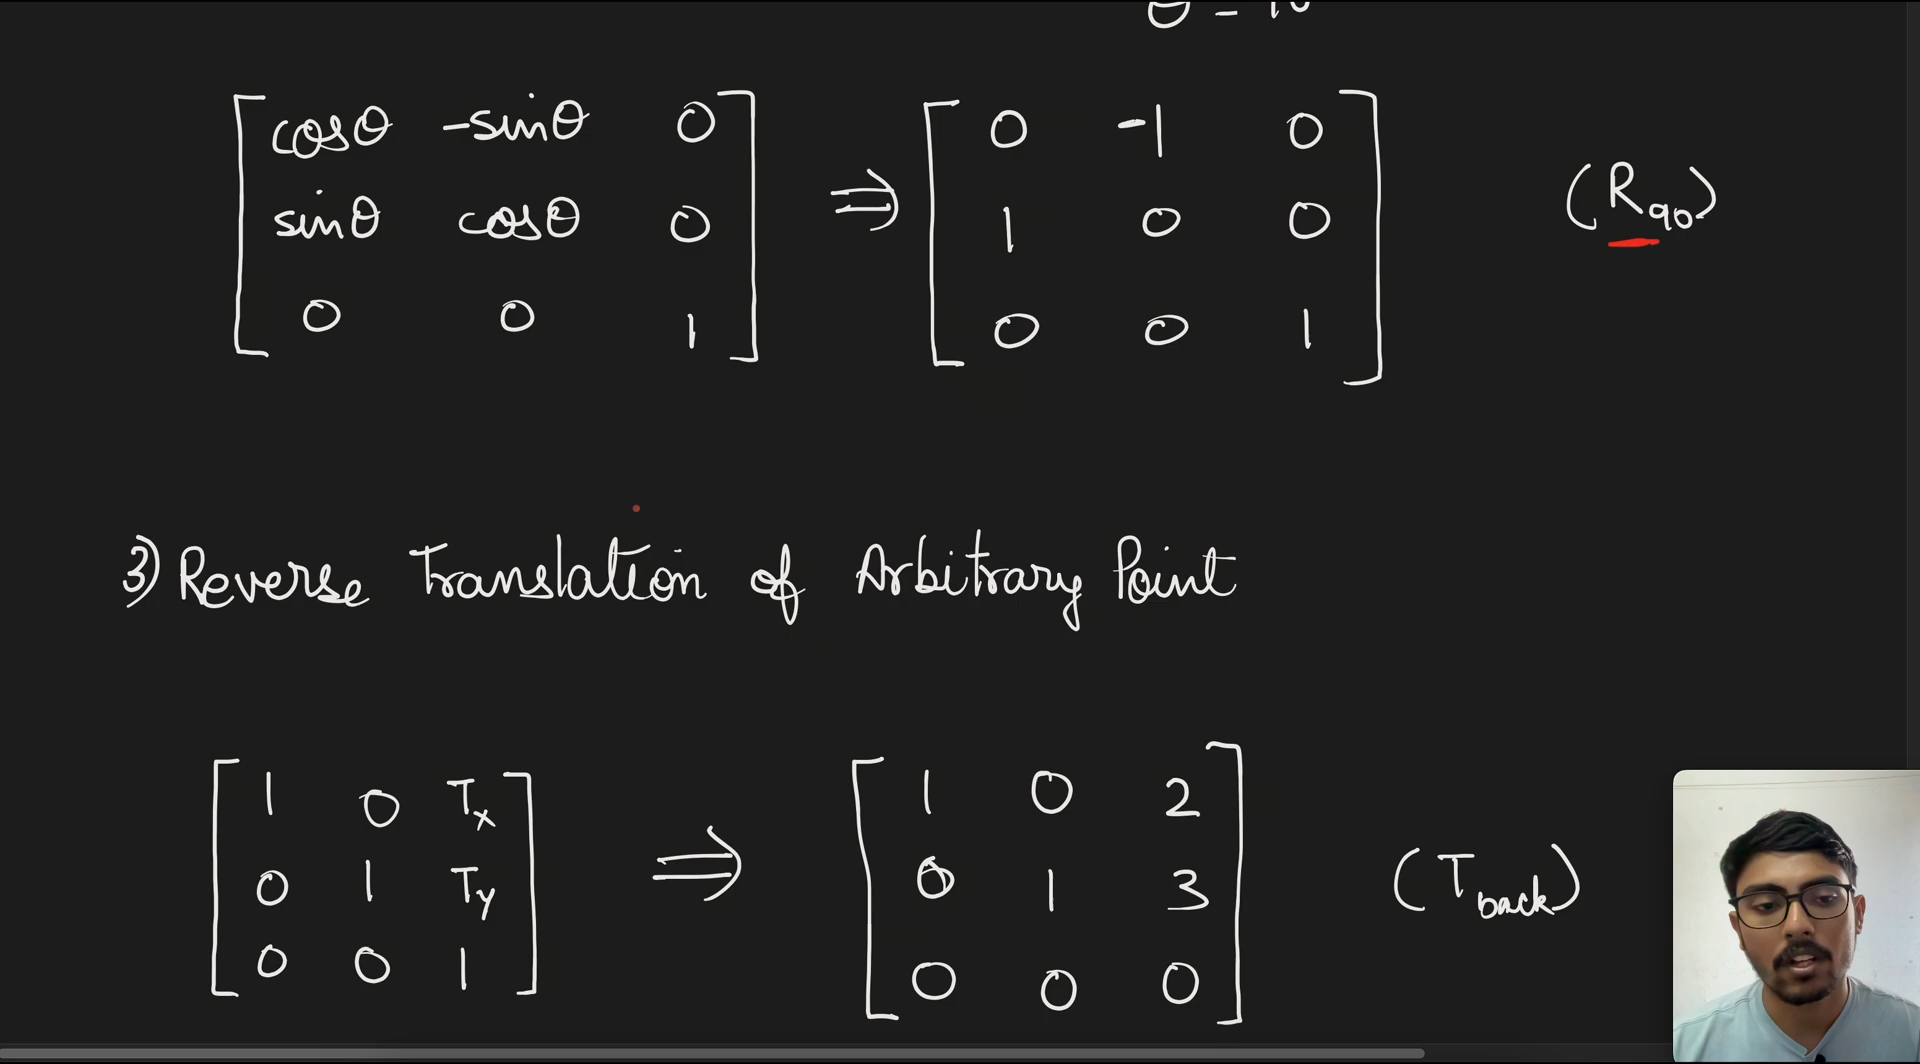 cosθ -sinθ 0 0 -1 0
sinθ cosθ 0 ⇒ 1 0 0 (R90)
0 0 1 0 0 1
3) Reverse Translation of Arbitrary Point
1 0 Tx 1 0 2
0 1 Ty ⇒ 0 1 3 (Tback)
0 0 1 0 0 0